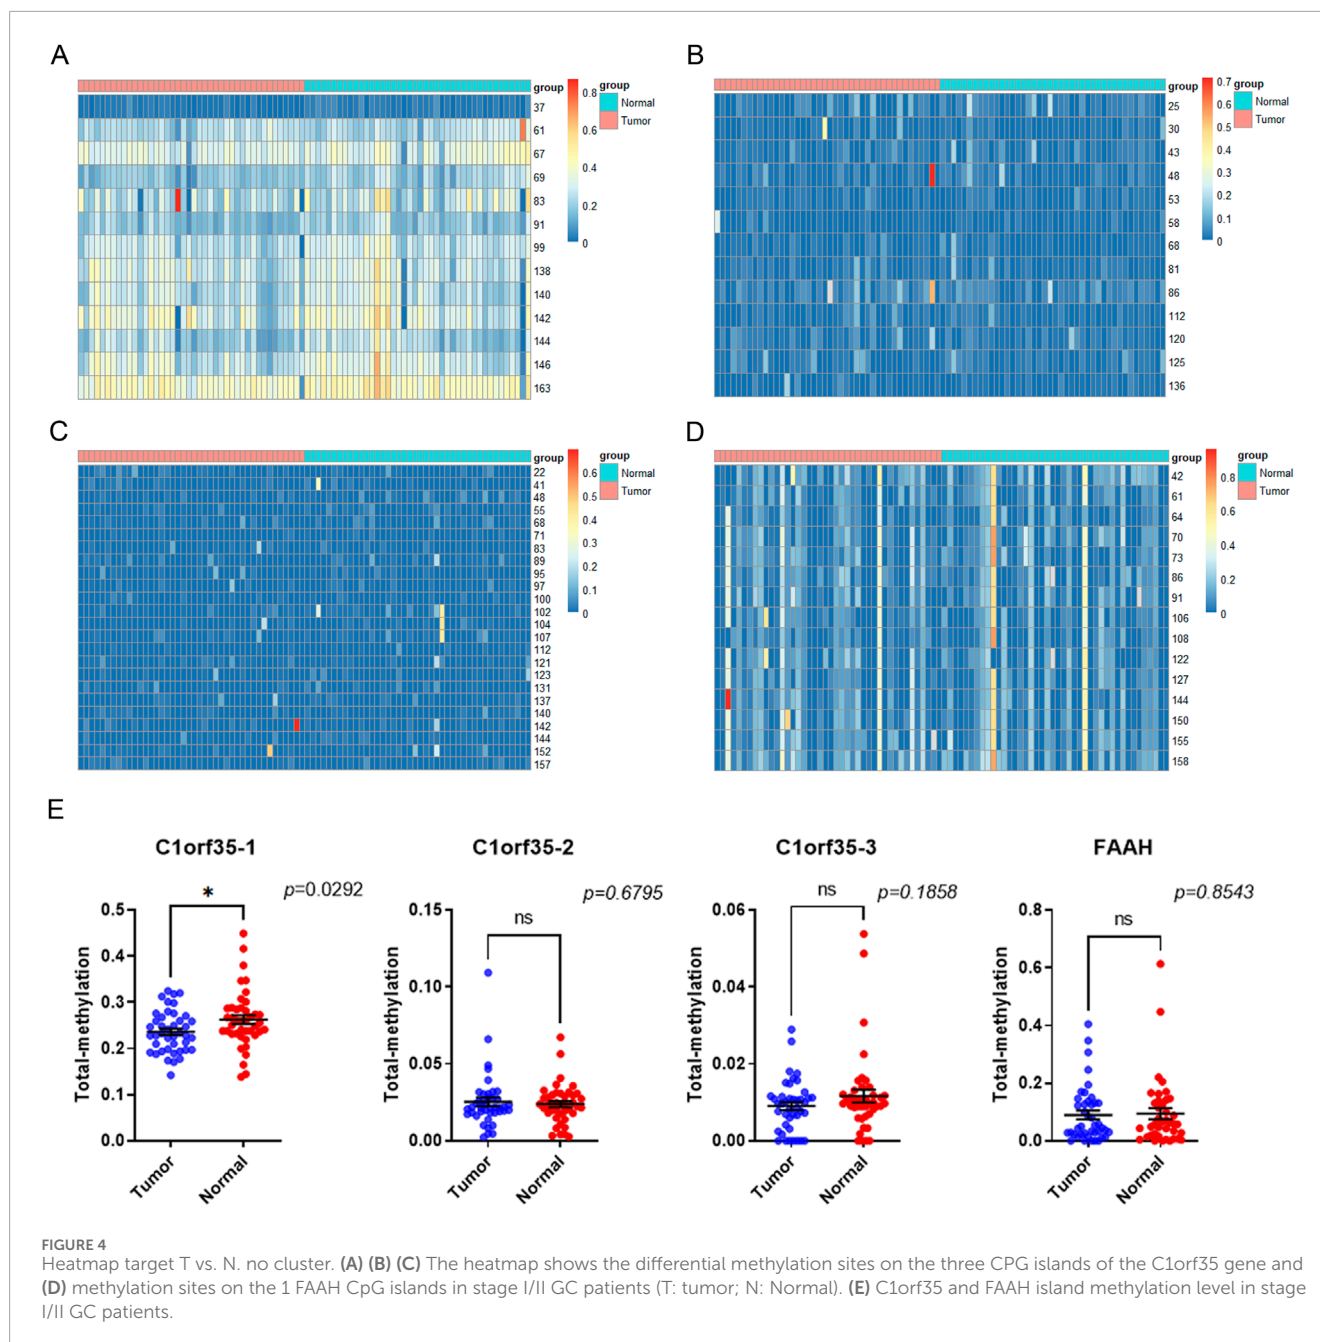 A
group
37
61
67
69
83
91
99
138
140
142
144
146
163
0.8
0.6
0.4
0.2
0
group
Normal
Tumor
B
25
30
43
48
53
58
68
81
86
112
120
125
136
0.7
0.6
0.5
0.4
0.3
0.2
0.1
0
group
Normal
Tumor
C
group
22
41
48
55
68
71
83
89
95
97
100
102
104
107
112
121
123
131
137
140
142
144
152
157
0.6
0.5
0.4
0.3
0.2
0.1
0
group
Normal
Tumor
D
group
42
61
64
70
73
86
91
106
108
122
127
144
150
155
158
0.8
0.6
0.4
0.2
0
group
Normal
Tumor
E
C1orf35-1
* p=0.0292
Total-methylation
0.5
0.4
0.3
0.2
0.1
0.0
Tumor
Normal
C1orf35-2
ns p=0.6795
Total-methylation
0.15
0.10
0.05
0.00
Tumor
Normal
C1orf35-3
ns p=0.1858
Total-methylation
0.06
0.04
0.02
0.00
Tumor
Normal
FAAH
ns p=0.8543
Total-methylation
0.8
0.6
0.4
0.2
0.0
Tumor
Normal
FIGURE 4
Heatmap target T vs. N. no cluster. (A) (B) (C) The heatmap shows the differential methylation sites on the three CPG islands of the C1orf35 gene and
(D) methylation sites on the 1 FAAH CpG islands in stage I/II GC patients (T: tumor; N: Normal). (E) C1orf35 and FAAH island methylation level in stage
I/II GC patients.